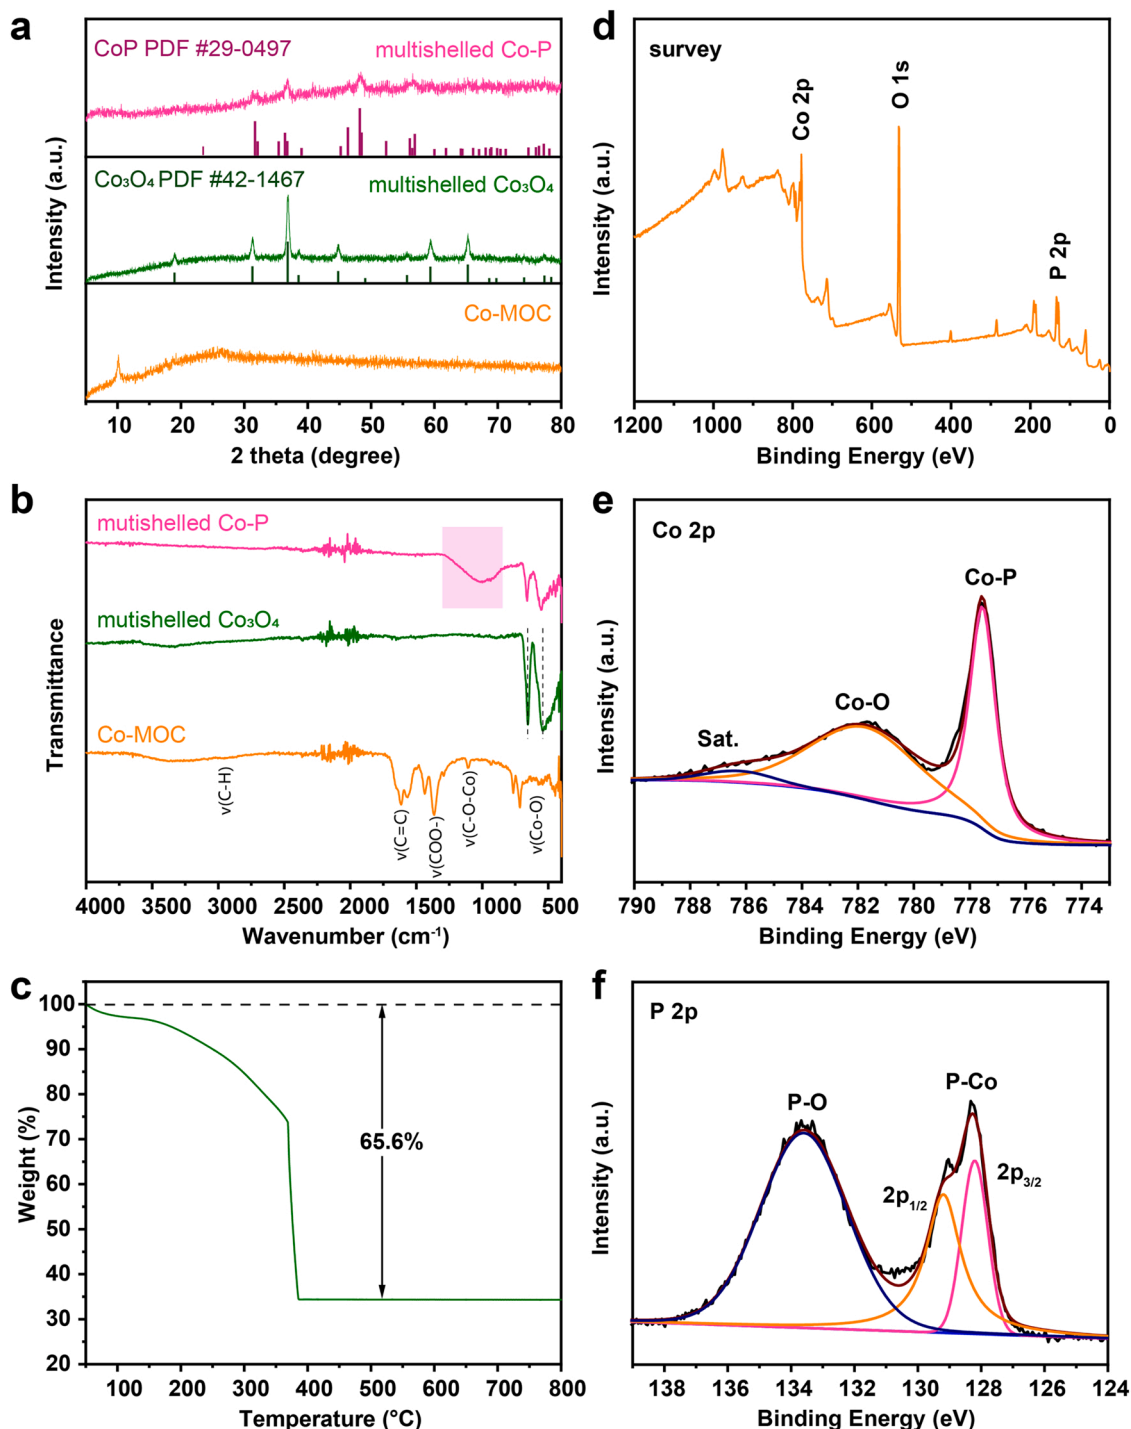 a
CoP PDF #29-0497
multishelled Co-P
Co₃O₄ PDF #42-1467
multishelled Co₃O₄
Co-MOC
Intensity (a.u.)
10 20 30 40 50 60 70 80
2 theta (degree)
b
mutishelled Co-P
mutishelled Co₃O₄
Co-MOC
ν(C-H)
ν(C=C)
ν(COO-)
ν(C-O-Co)
ν(Co-O)
Transmittance
4000 3500 3000 2500 2000 1500 1000 500
Wavenumber (cm⁻¹)
c
100
90
80
70
60
50
40
30
20
65.6%
Weight (%)
100 200 300 400 500 600 700 800
Temperature (°C)
d
survey
Co 2p
O 1s
P 2p
Intensity (a.u.)
1200 1000 800 600 400 200 0
Binding Energy (eV)
e
Co 2p
Co-P
Co-O
Sat.
Intensity (a.u.)
790 788 786 784 782 780 778 776 774
Binding Energy (eV)
f
P 2p
P-Co
P-O
2p₃/₂
2p₁/₂
Intensity (a.u.)
138 136 134 132 130 128 126 124
Binding Energy (eV)